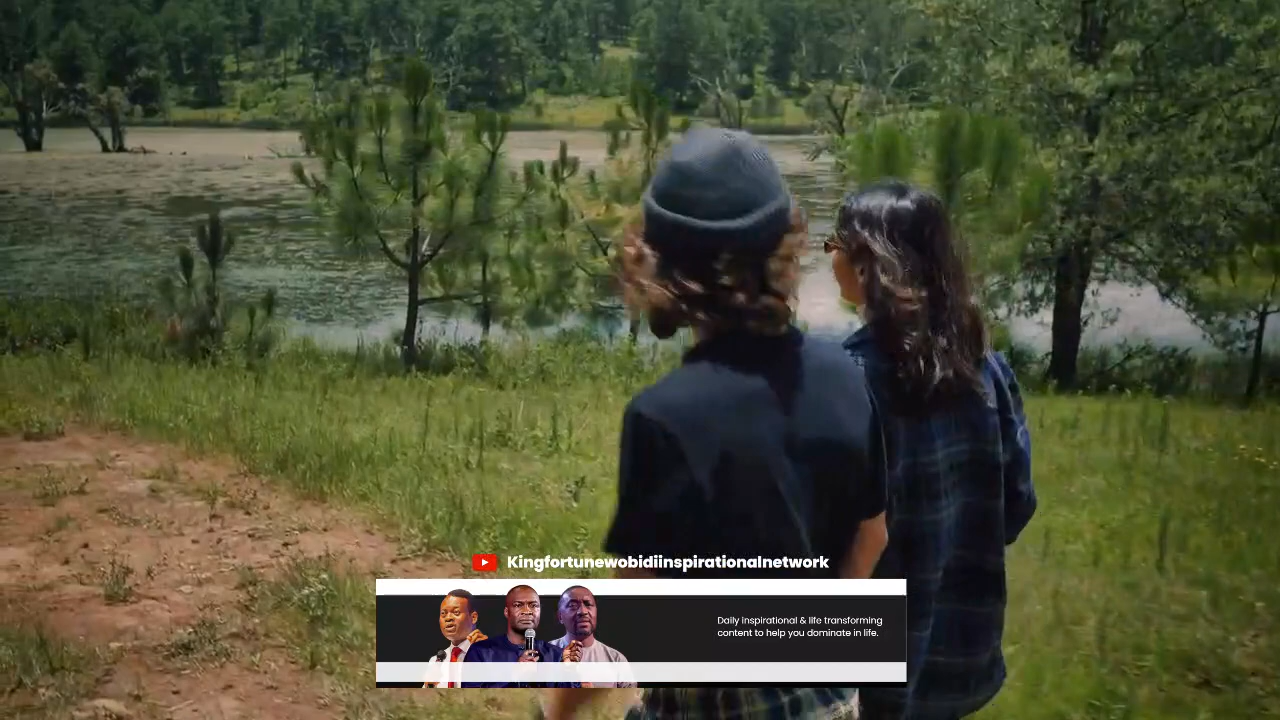 Kingfortunewobidiinspirationalnetwork
Daily inspirational & life transforming
content to help you dominate in life.